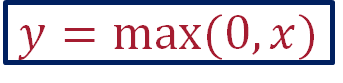 y = max(0, x)